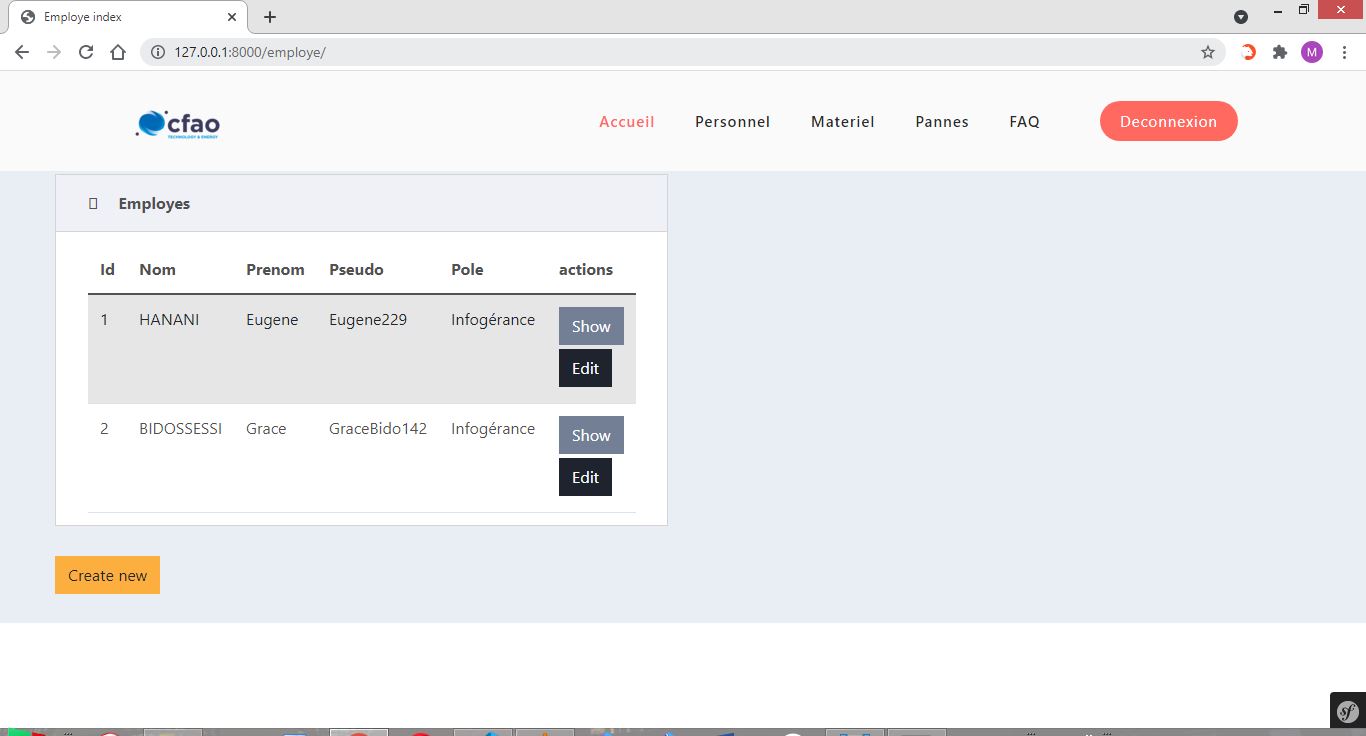 Employe index
127.0.0.1:8000/employe/
M
cfao
TECHNOLOGY & ENERGY
Accueil Personnel Materiel Pannes FAQ Deconnexion
Employes
Id Nom Prenom Pseudo Pole actions
1 HANANI Eugene Eugene229 Infogérance Show
Edit
2 BIDOSSESSI Grace GraceBido142 Infogérance Show
Edit
Create new
sf